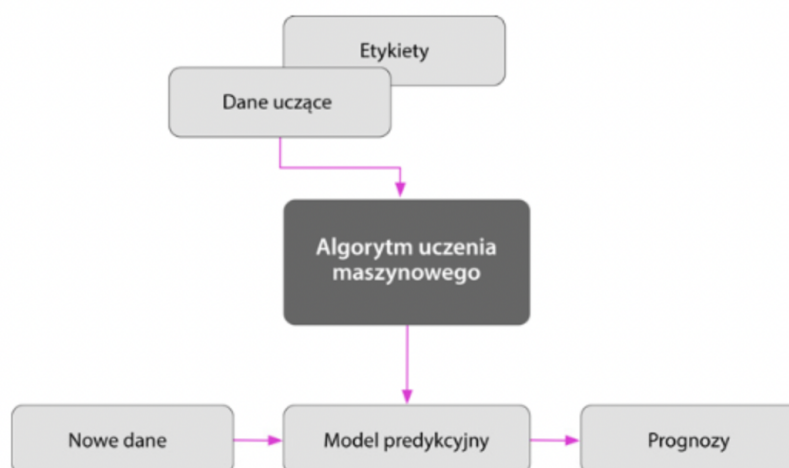 Etykiety
Dane uczące
Algorytm uczenia
maszynowego
Nowe dane
Model predykcyjny
Prognozy